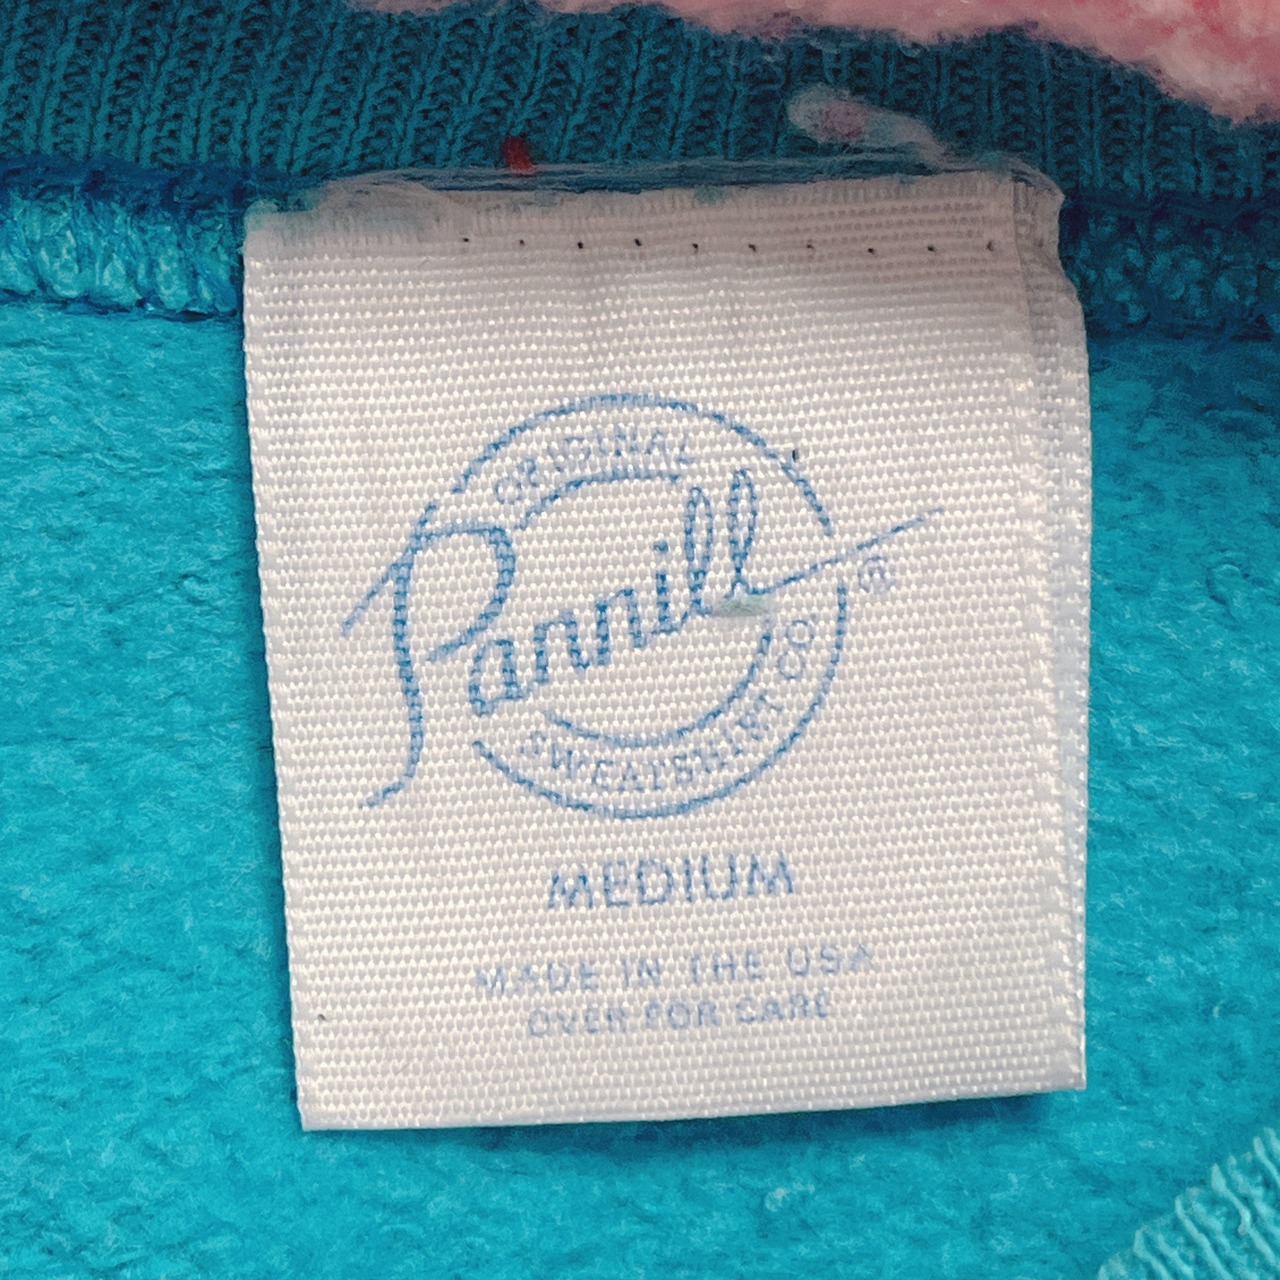 ORIGINAL
Pannill
®
SWEATSHIRT CO.
MEDIUM
MADE IN THE USA
OVER FOR CARE